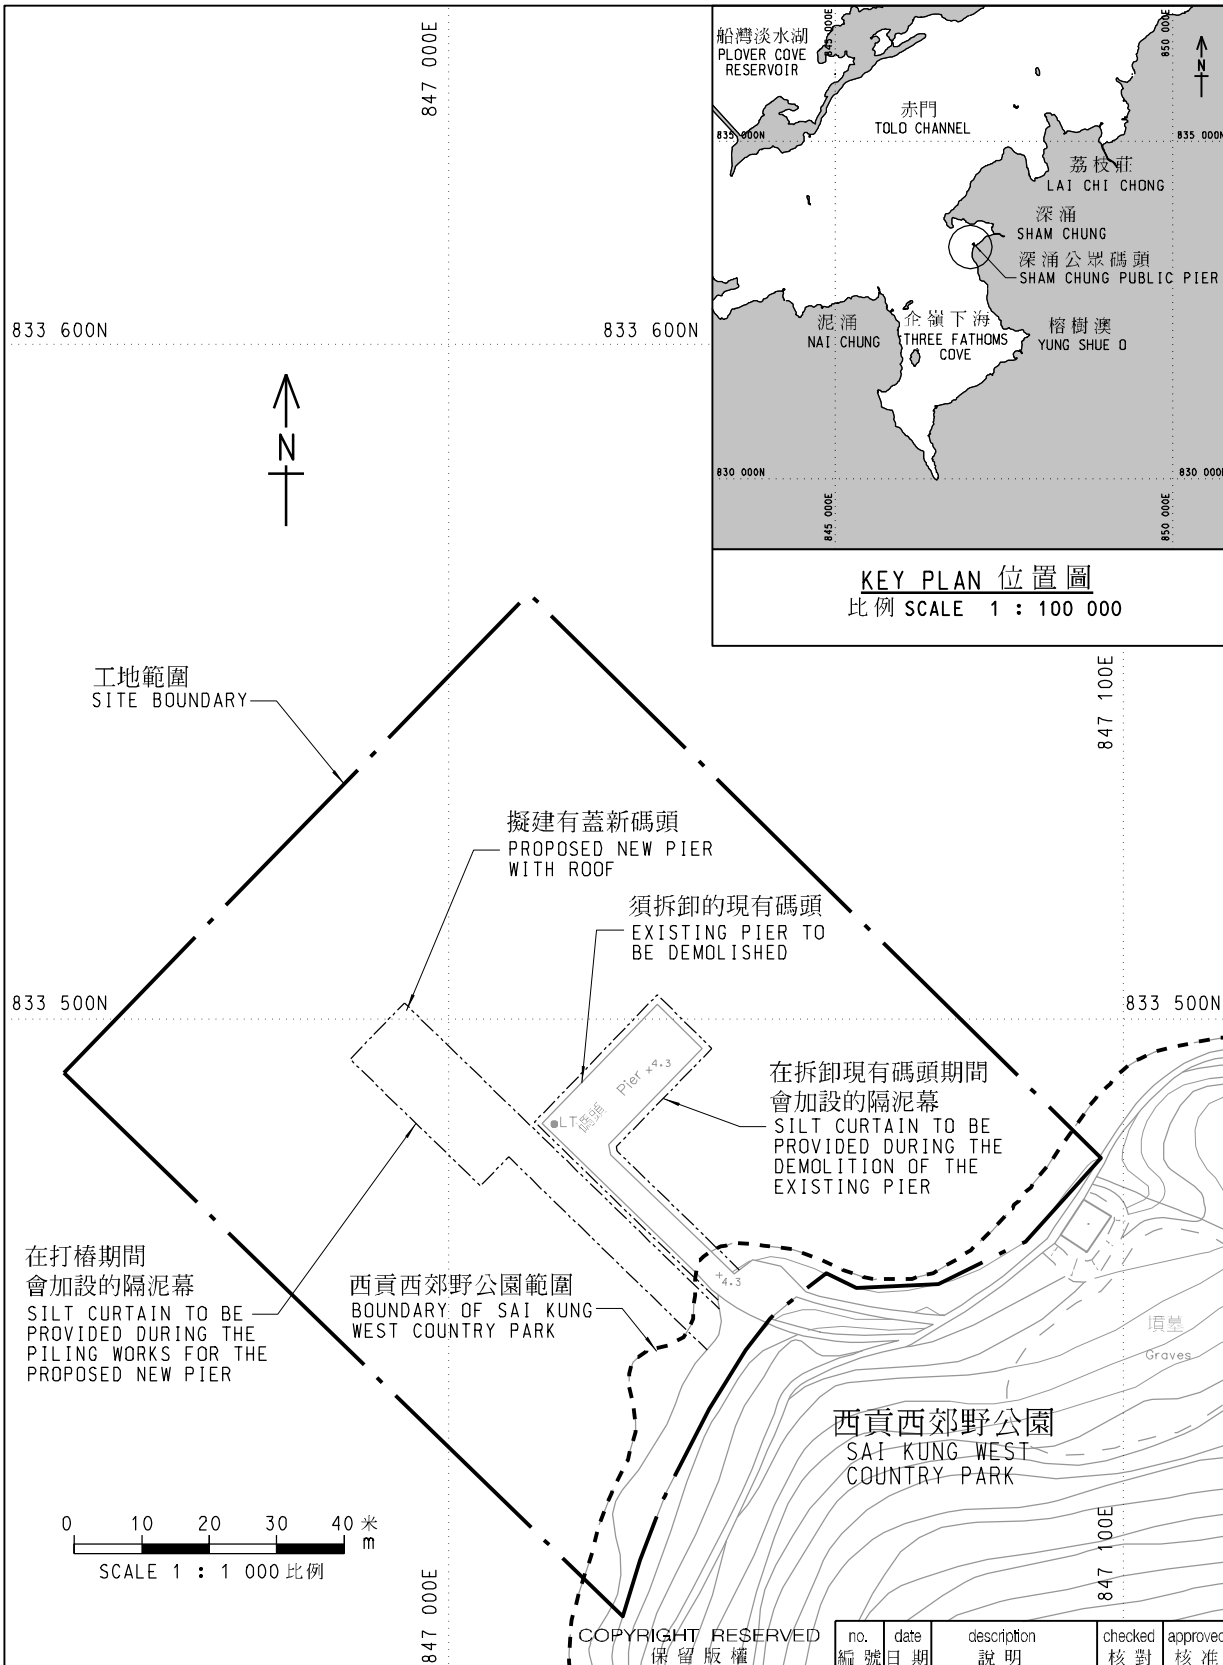 847 000E
船灣淡水湖
PLOVER COVE
RESERVOIR
845 000E
850 000E
N
赤門
TOLO CHANNEL
835 000N
835 000N
荔枝莊
LAI CHI CHONG
深涌
SHAM CHUNG
深涌公眾碼頭
SHAM CHUNG PUBLIC PIER
泥涌
NAI CHUNG
企嶺下海
THREE FATHOMS
COVE
榕樹澳
YUNG SHUE O
830 000N
830 000N
845 000E
850 000E
KEY PLAN 位置圖
比例 SCALE 1 : 100 000
833 600N
833 600N
N
847 100E
工地範圍
SITE BOUNDARY
擬建有蓋新碼頭
PROPOSED NEW PIER
WITH ROOF
須拆卸的現有碼頭
EXISTING PIER TO
BE DEMOLISHED
833 500N
833 500N
Pier ×4.3
碼頭
LT
在拆卸現有碼頭期間
會加設的隔泥幕
SILT CURTAIN TO BE
PROVIDED DURING THE
DEMOLITION OF THE
EXISTING PIER
在打樁期間
會加設的隔泥幕
SILT CURTAIN TO BE
PROVIDED DURING THE
PILING WORKS FOR THE
PROPOSED NEW PIER
西貢西郊野公園範圍
BOUNDARY OF SAI KUNG
WEST COUNTRY PARK
×4.3
墳墓
Graves
西貢西郊野公園
SAI KUNG WEST
COUNTRY PARK
0 10 20 30 40 米
m
SCALE 1 : 1 000 比例
847 000E
847 100E
COPYRIGHT RESERVED
保留版權
no. date description checked approved
編號 日期 說明 核對 核准